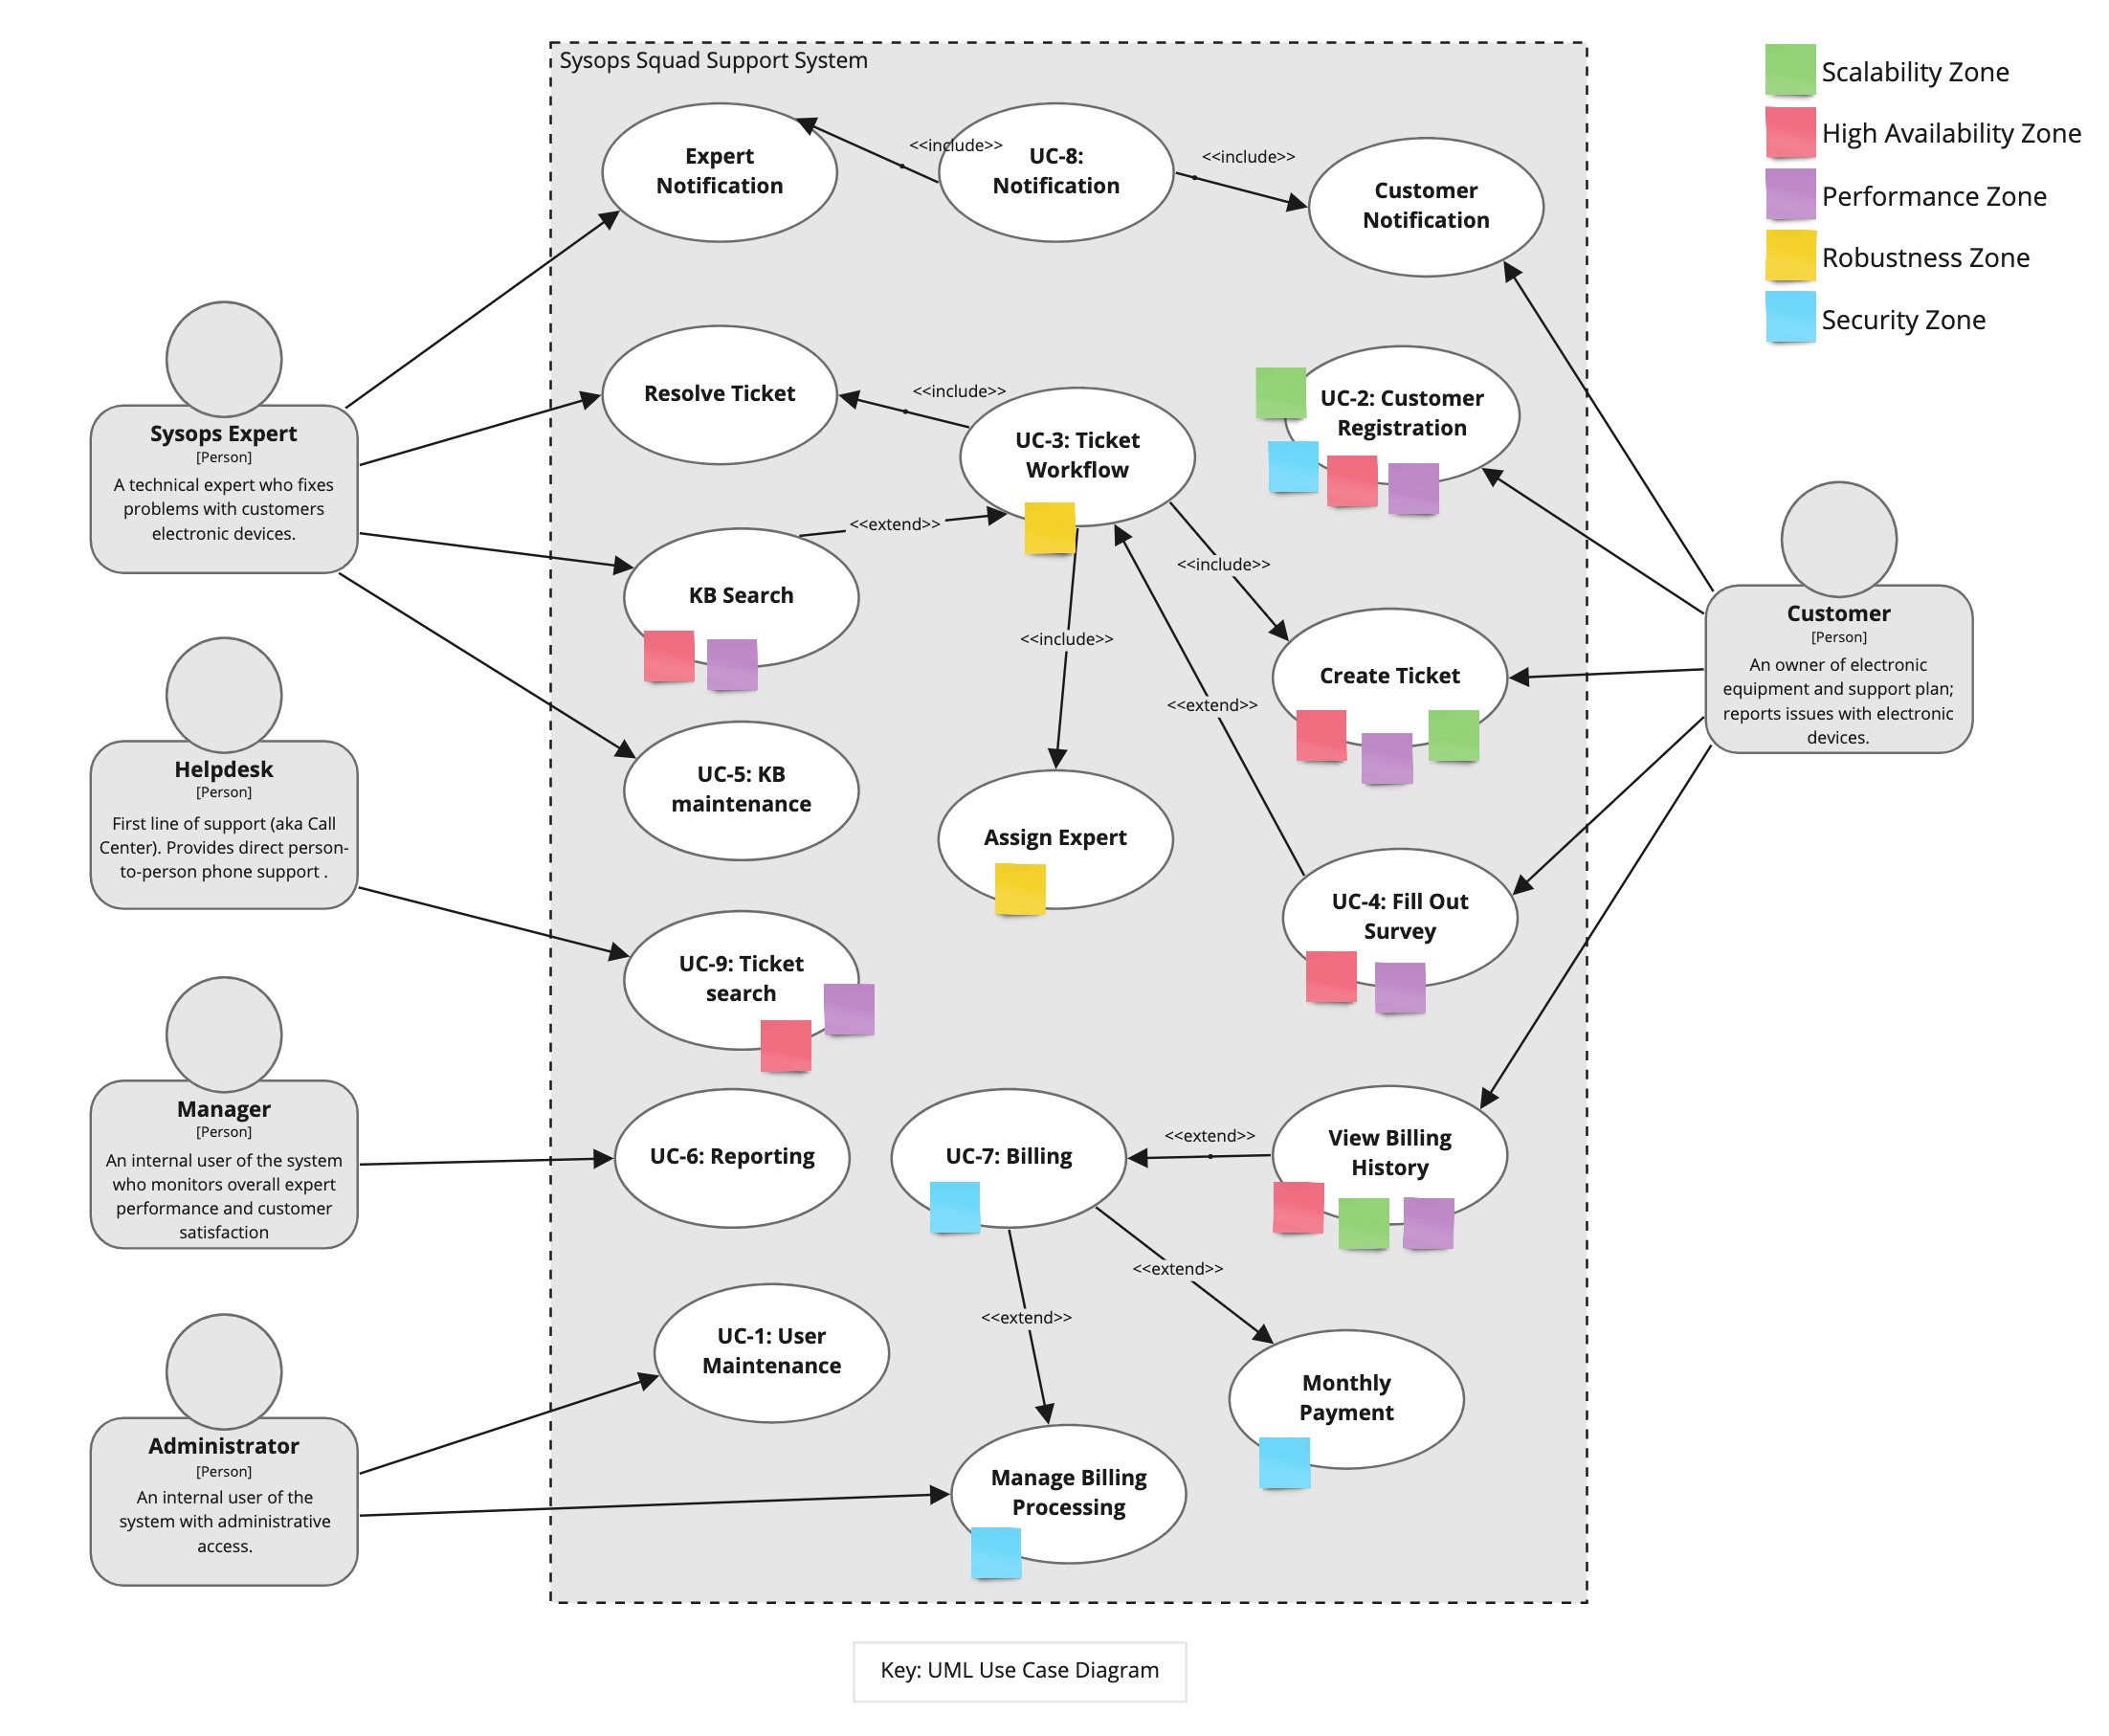 Sysops Squad Support System
Scalability Zone
High Availability Zone
Performance Zone
Robustness Zone
Security Zone
Expert
Notification
<<include>>
UC-8:
Notification
<<include>>
Customer
Notification
Resolve Ticket
<<include>>
UC-3: Ticket
Workflow
UC-2: Customer
Registration
Sysops Expert
[Person]
A technical expert who fixes
problems with customers
electronic devices.
<<extend>>
KB Search
<<include>>
<<include>>
<<extend>>
Create Ticket
Customer
[Person]
An owner of electronic
equipment and support plan;
reports issues with electronic
devices.
Helpdesk
[Person]
First line of support (aka Call
Center). Provides direct person-
to-person phone support .
UC-5: KB
maintenance
Assign Expert
UC-4: Fill Out
Survey
UC-9: Ticket
search
Manager
[Person]
An internal user of the system
who monitors overall expert
performance and customer
satisfaction
UC-6: Reporting
UC-7: Billing
<<extend>>
View Billing
History
<<extend>>
<<extend>>
UC-1: User
Maintenance
Monthly
Payment
Administrator
[Person]
An internal user of the
system with administrative
access.
Manage Billing
Processing
Key: UML Use Case Diagram